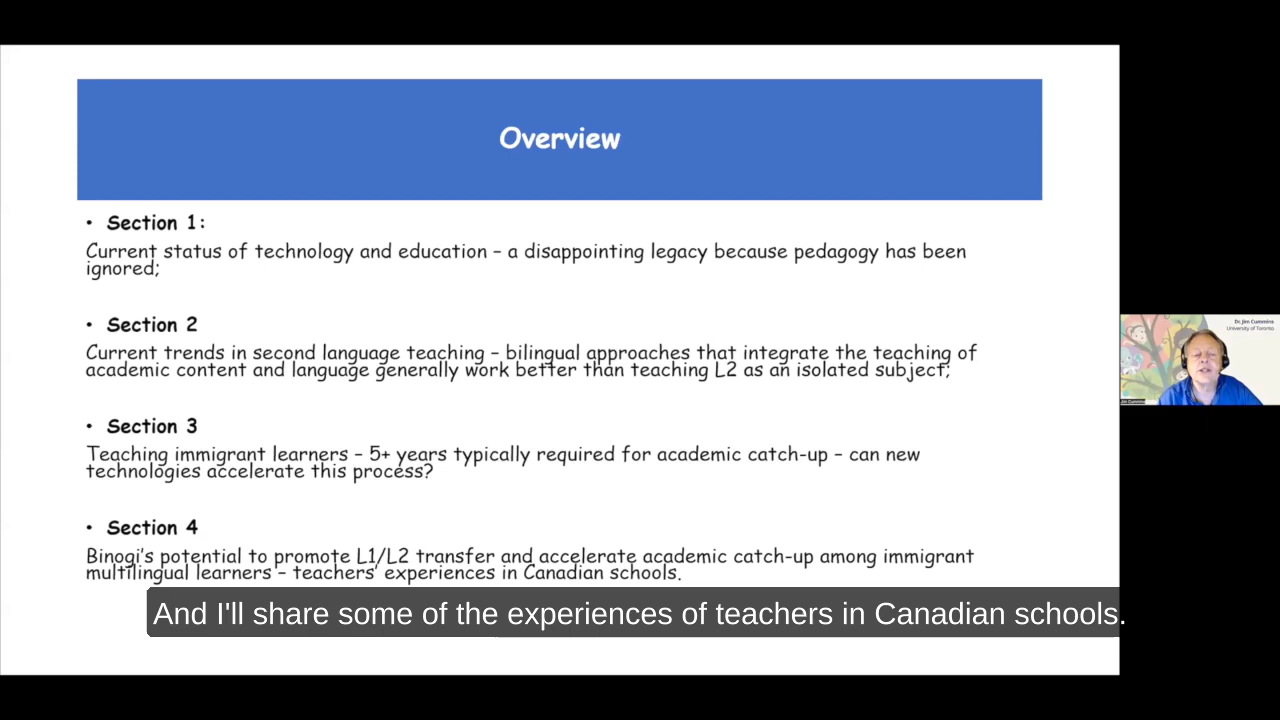 Overview
• Section 1:
Current status of technology and education – a disappointing legacy because pedagogy has been
ignored;
• Section 2
Current trends in second language teaching – bilingual approaches that integrate the teaching of
academic content and language generally work better than teaching L2 as an isolated subject;
• Section 3
Teaching immigrant learners – 5+ years typically required for academic catch-up – can new
technologies accelerate this process?
• Section 4
Binogi's potential to promote L1/L2 transfer and accelerate academic catch-up among immigrant
multilingual learners – teachers' experiences in Canadian schools.
And I'll share some of the experiences of teachers in Canadian schools.
Dr. Jim Cummins
University of Toronto
Jim Cummins